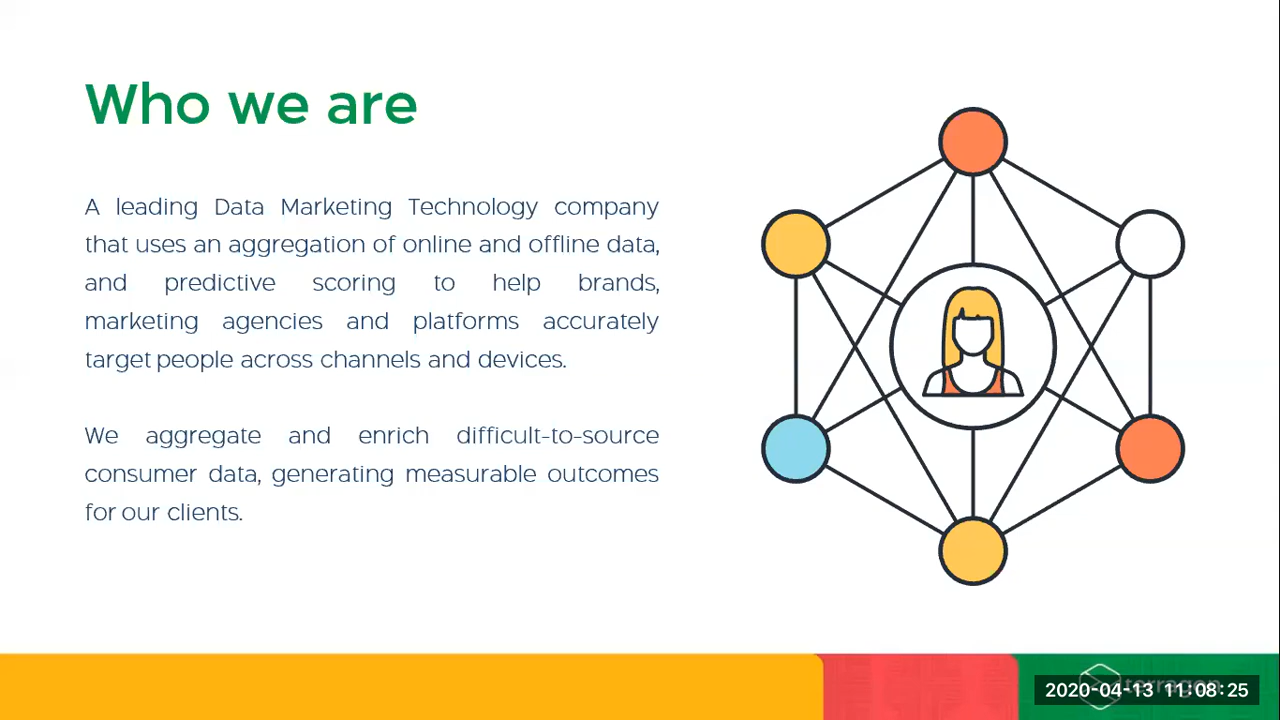 Who we are
A leading Data Marketing Technology company
that uses an aggregation of online and offline data,
and predictive scoring to help brands,
marketing agencies and platforms accurately
target people across channels and devices.
We aggregate and enrich difficult-to-source
consumer data, generating measurable outcomes
for our clients.
2020-04-13 11:08:25